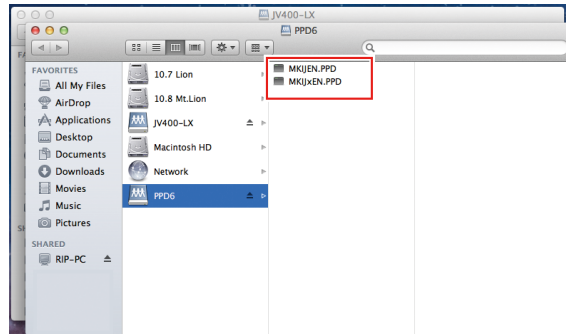 JV400-LX
PPD6
FAVORITES
All My Files
AirDrop
Applications
Desktop
Documents
Downloads
Movies
Music
Pictures
SHARED
RIP-PC
10.7 Lion
10.8 Mt.Lion
JV400-LX
Macintosh HD
Network
PPD6
MKIJEN.PPD
MKIJxEN.PPD